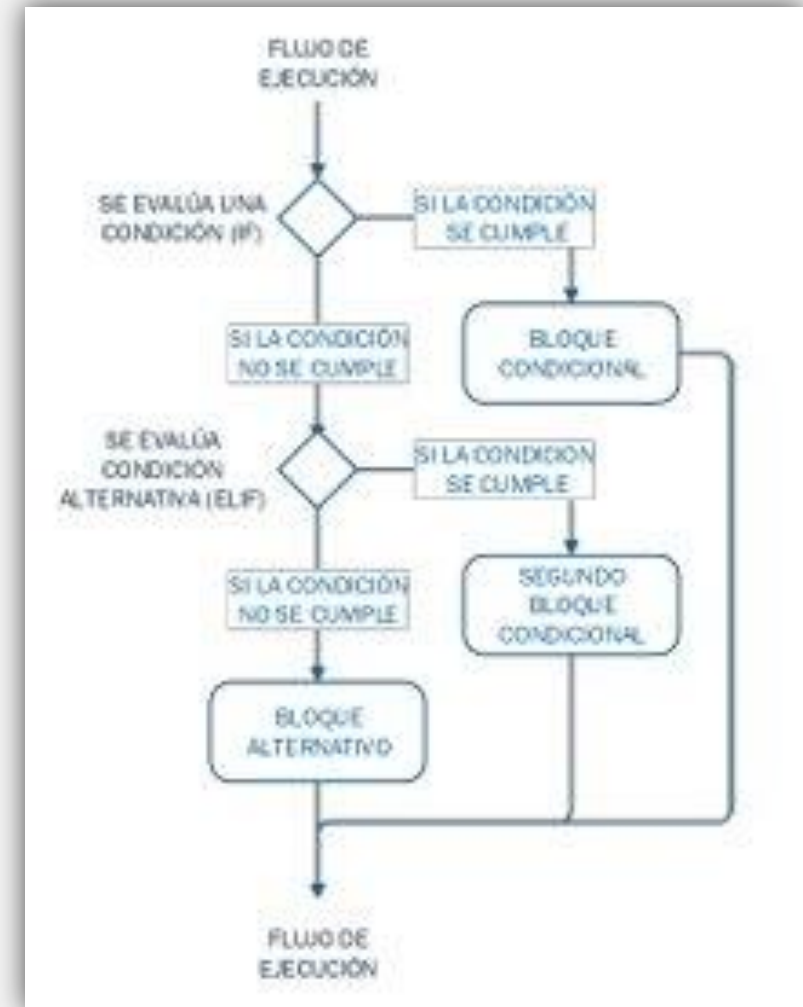 FLUJO DE
EJECUCIÓN
SE EVALÚA UNA
CONDICIÓN (IF)
SI LA CONDICIÓN
SE CUMPLE
SI LA CONDICIÓN
NO SE CUMPLE
BLOQUE
CONDICIONAL
SE EVALÚA
CONDICIÓN
ALTERNATIVA (ELIF)
SI LA CONDICIÓN
SE CUMPLE
SI LA CONDICIÓN
NO SE CUMPLE
SEGUNDO
BLOQUE
CONDICIONAL
BLOQUE
ALTERNATIVO
FLUJO DE
EJECUCIÓN